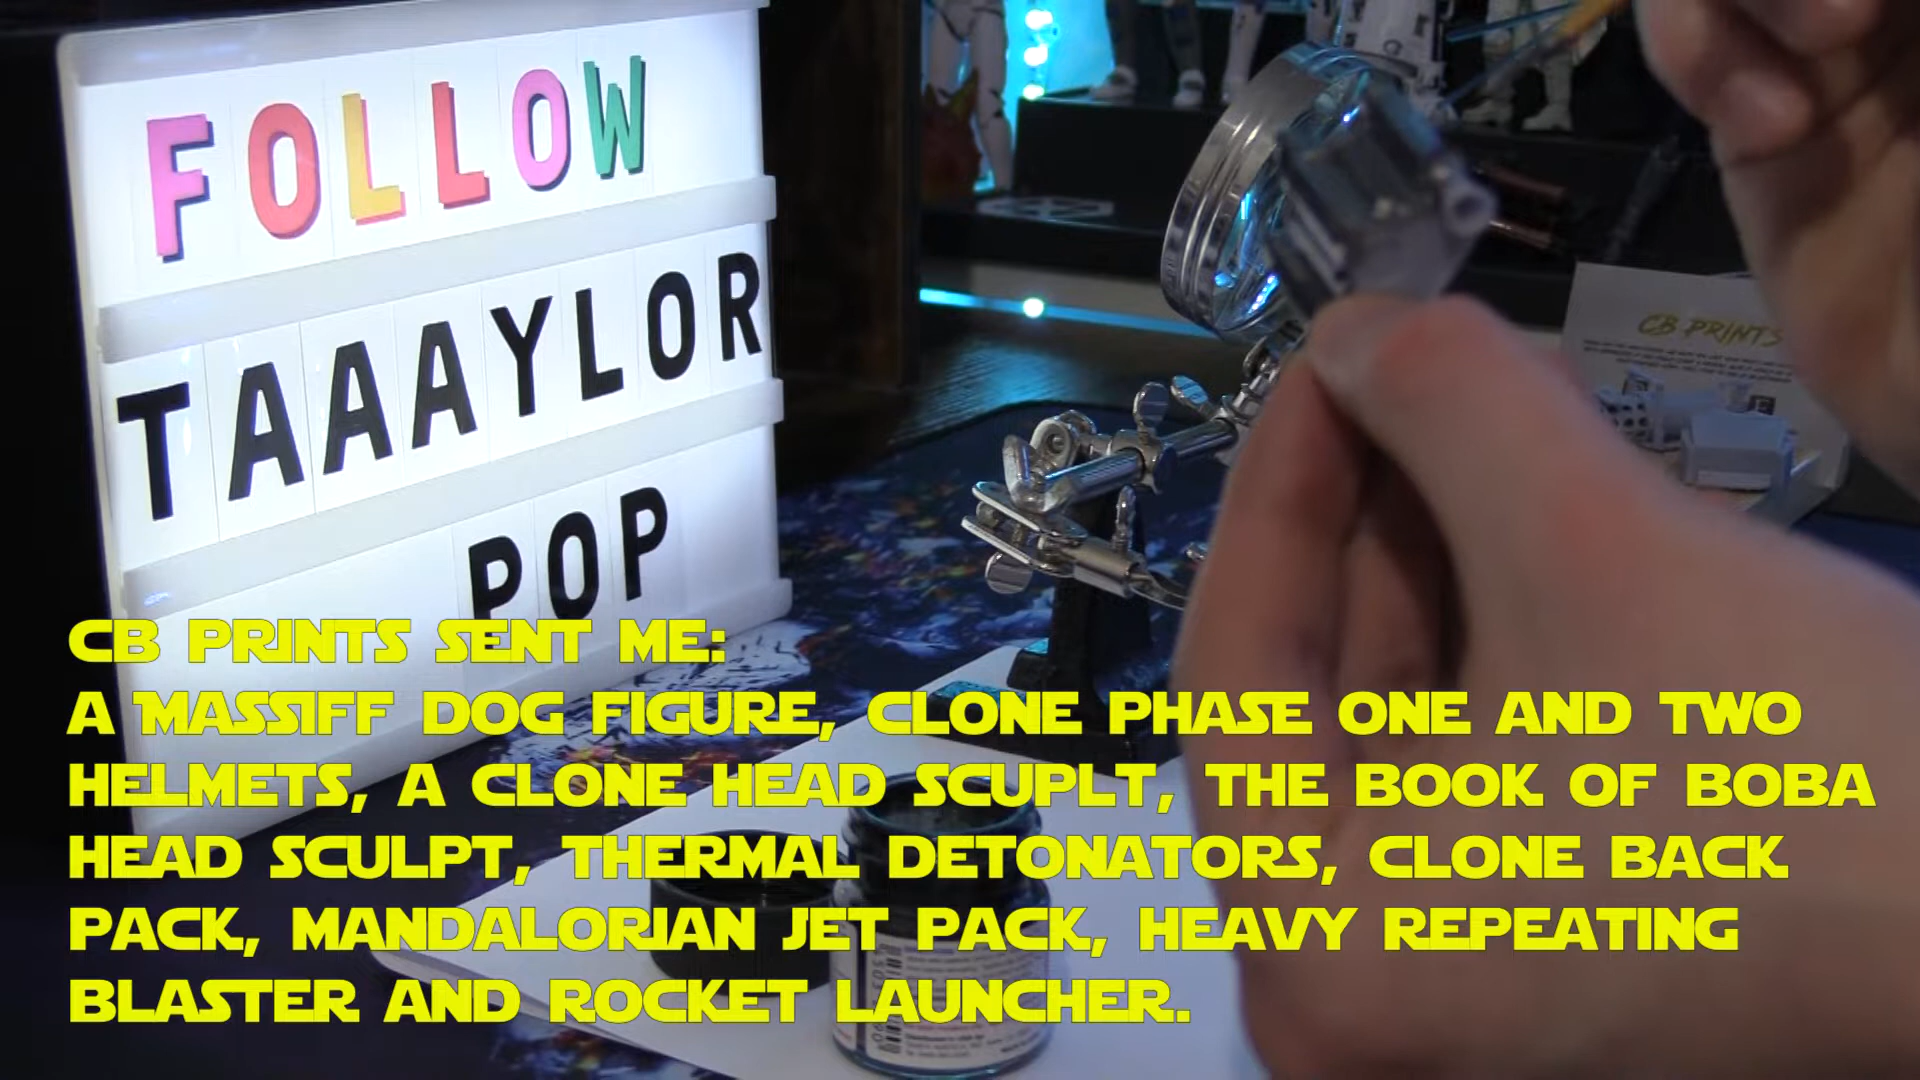 FOLLOW
TAAAYLOR
POP
CB PRINTS
CB PRINTS SENT ME:
A MASSIFF DOG FIGURE, CLONE PHASE ONE AND TWO
HELMETS, A CLONE HEAD SCUPLT, THE BOOK OF BOBA
HEAD SCULPT, THERMAL DETONATORS, CLONE BACK
PACK, MANDALORIAN JET PACK, HEAVY REPEATING
BLASTER AND ROCKET LAUNCHER.